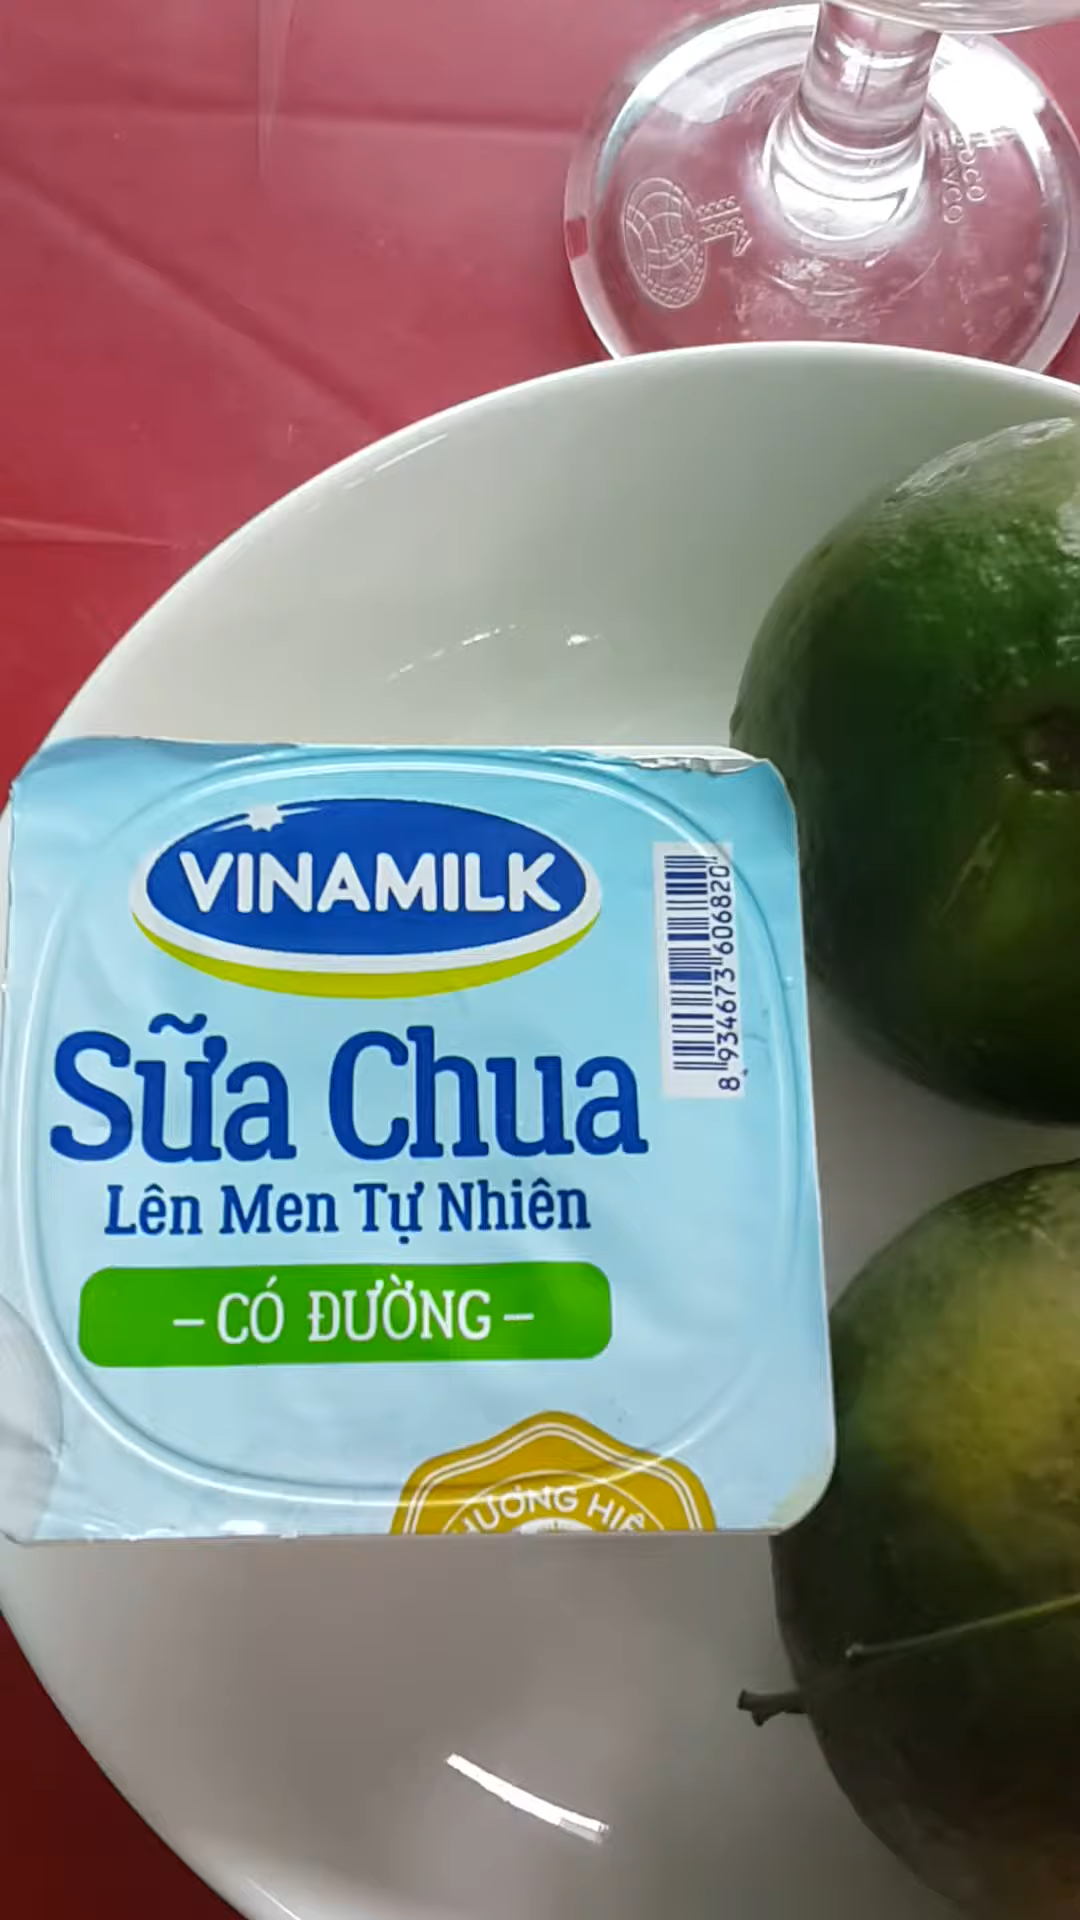 VINAMILK
Sữa Chua
Lên Men Tự Nhiên
– CÓ ĐƯỜNG –
8 934673 606820